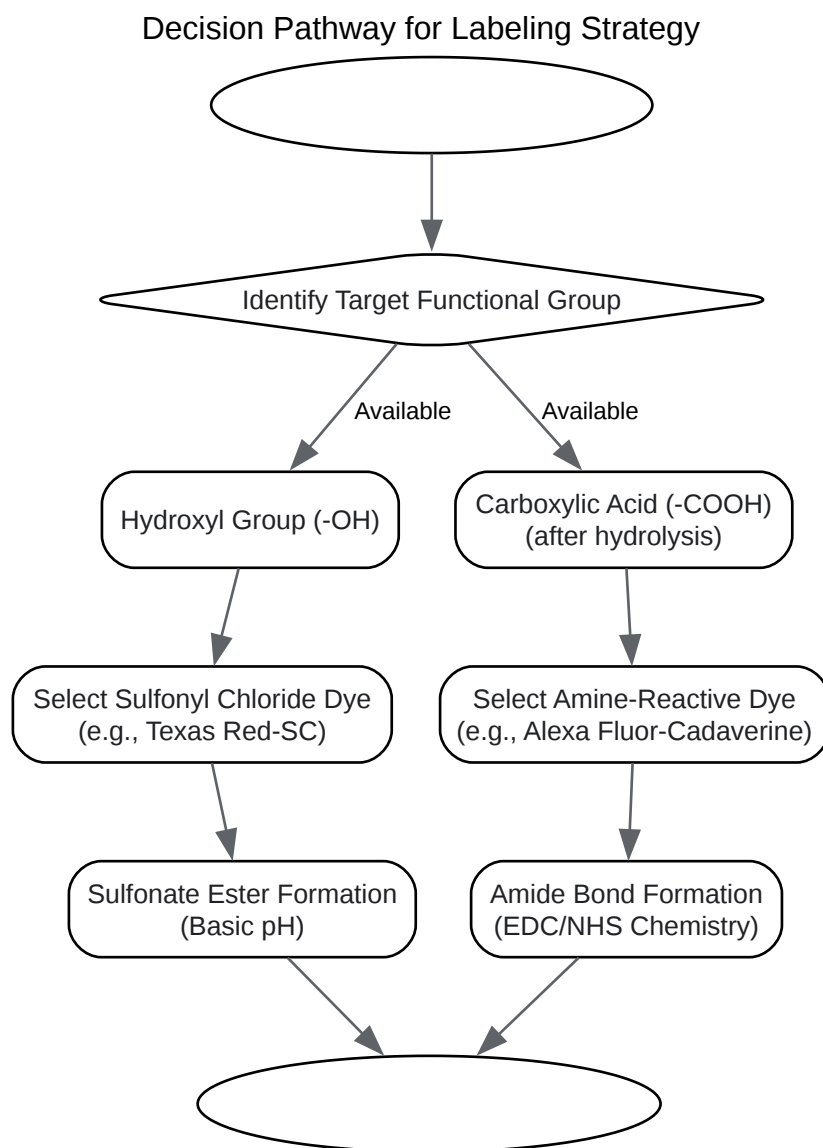 Decision Pathway for Labeling Strategy
Identify Target Functional Group
Available
Available
Hydroxyl Group (-OH)
Carboxylic Acid (-COOH)
(after hydrolysis)
Select Sulfonyl Chloride Dye
(e.g., Texas Red-SC)
Select Amine-Reactive Dye
(e.g., Alexa Fluor-Cadaverine)
Sulfonate Ester Formation
(Basic pH)
Amide Bond Formation
(EDC/NHS Chemistry)